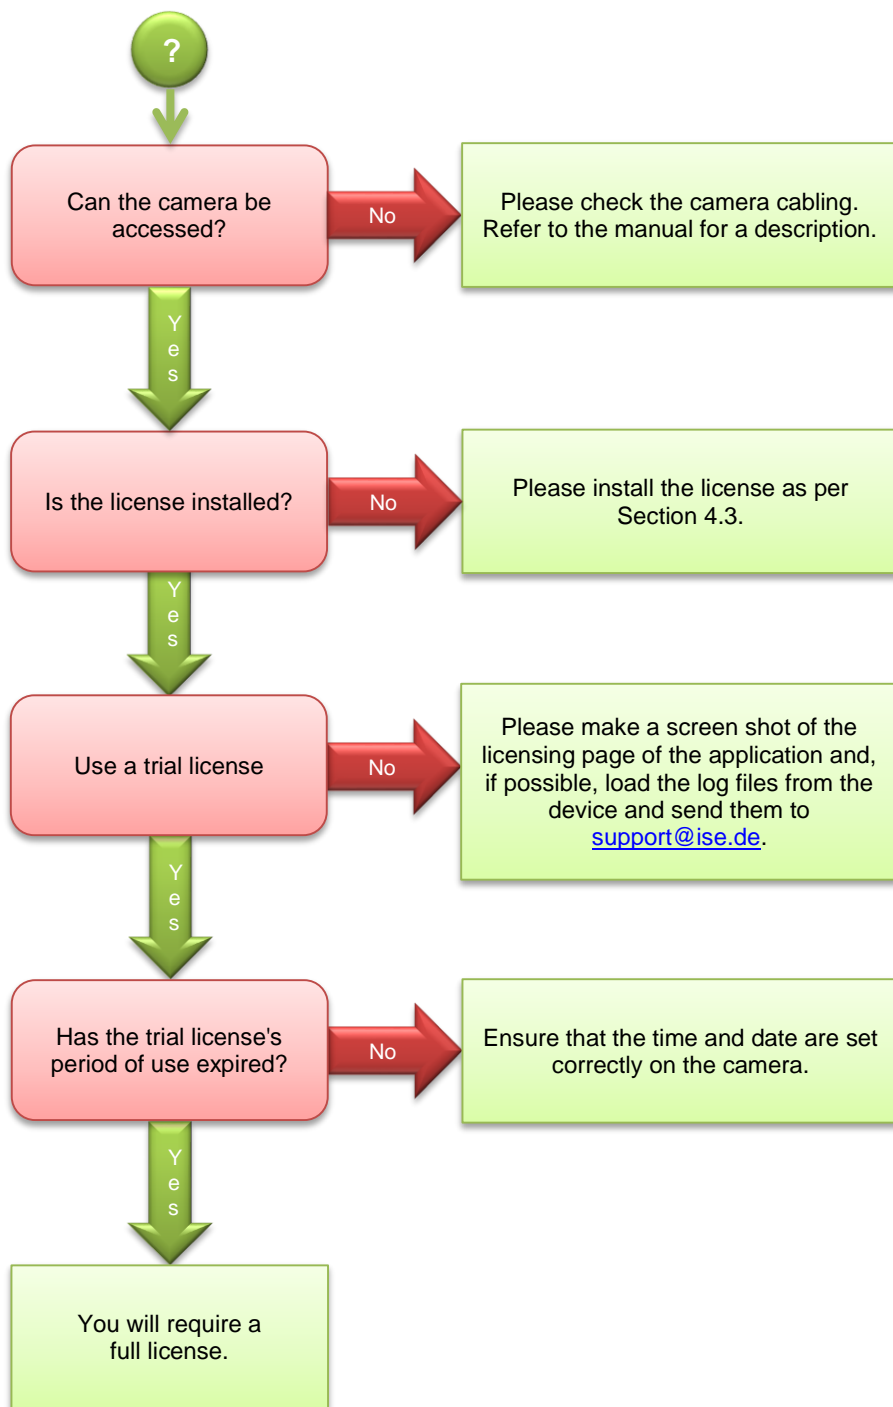 ?
Can the camera be
accessed?
No
Please check the camera cabling.
Refer to the manual for a description.
Yes
Is the license installed?
No
Please install the license as per
Section 4.3.
Yes
Use a trial license
No
Please make a screen shot of the
licensing page of the application and,
if possible, load the log files from the
device and send them to
support@ise.de.
Yes
Has the trial license's
period of use expired?
No
Ensure that the time and date are set
correctly on the camera.
Yes
You will require a
full license.